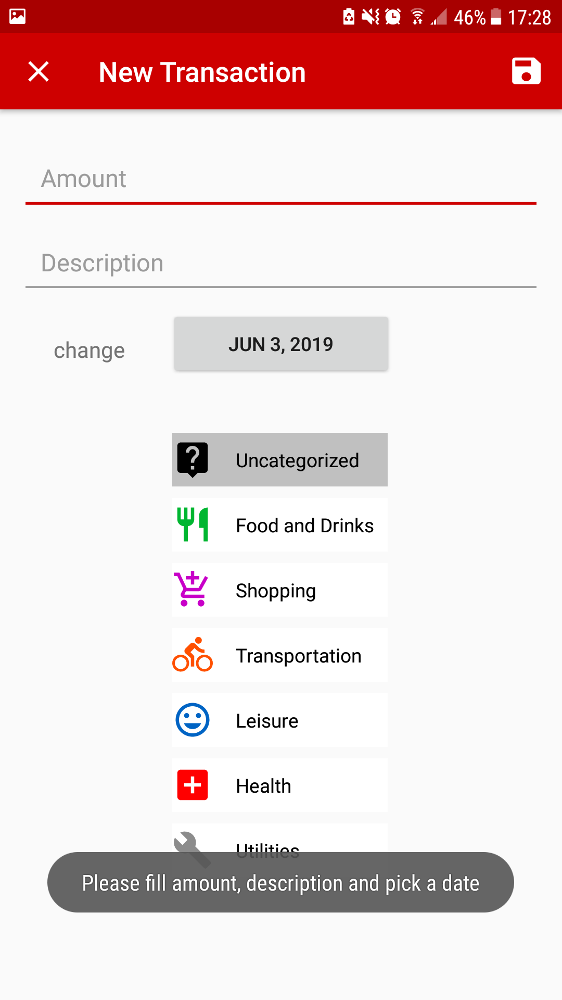 46% 17:28
New Transaction
Amount
Description
change JUN 3, 2019
Uncategorized
Food and Drinks
Shopping
Transportation
Leisure
Health
Utilities
Please fill amount, description and pick a date